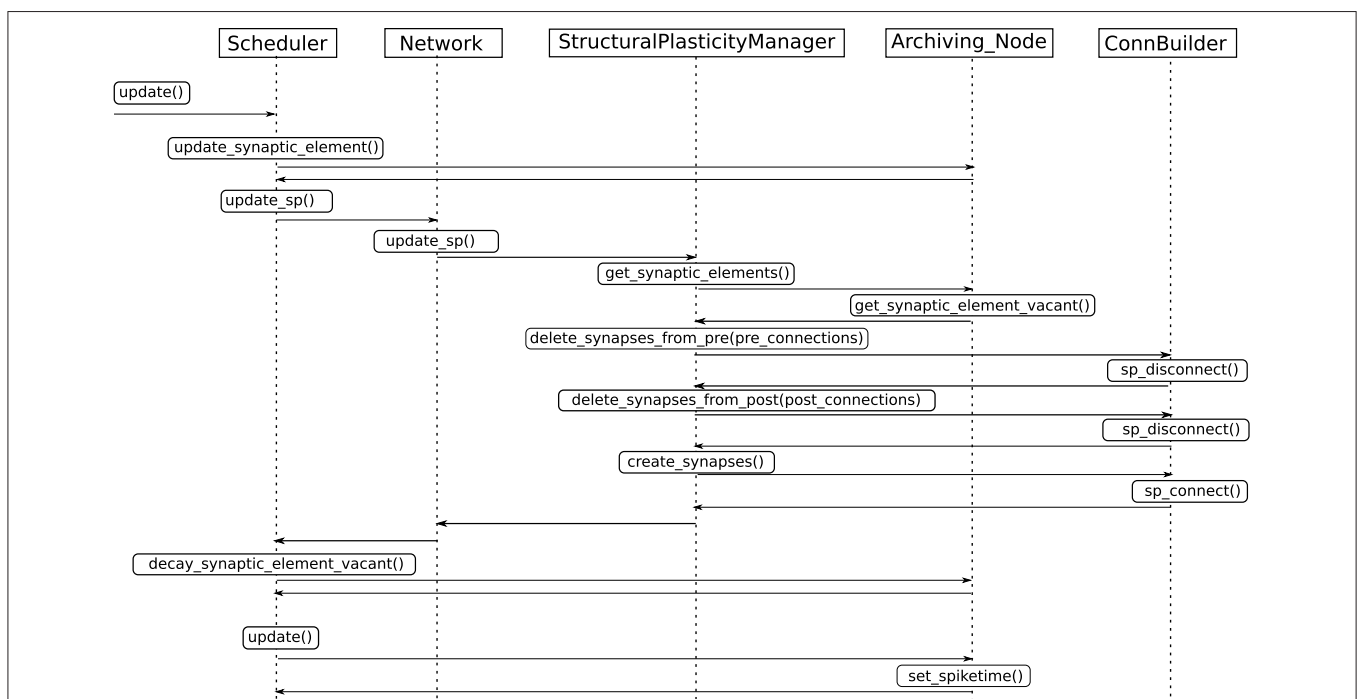 Scheduler
Network
StructuralPlasticityManager
Archiving_Node
ConnBuilder
update()
update_synaptic_element()
update_sp()
update_sp()
get_synaptic_elements()
get_synaptic_element_vacant()
delete_synapses_from_pre(pre_connections)
sp_disconnect()
delete_synapses_from_post(post_connections)
sp_disconnect()
create_synapses()
sp_connect()
decay_synaptic_element_vacant()
update()
set_spiketime()